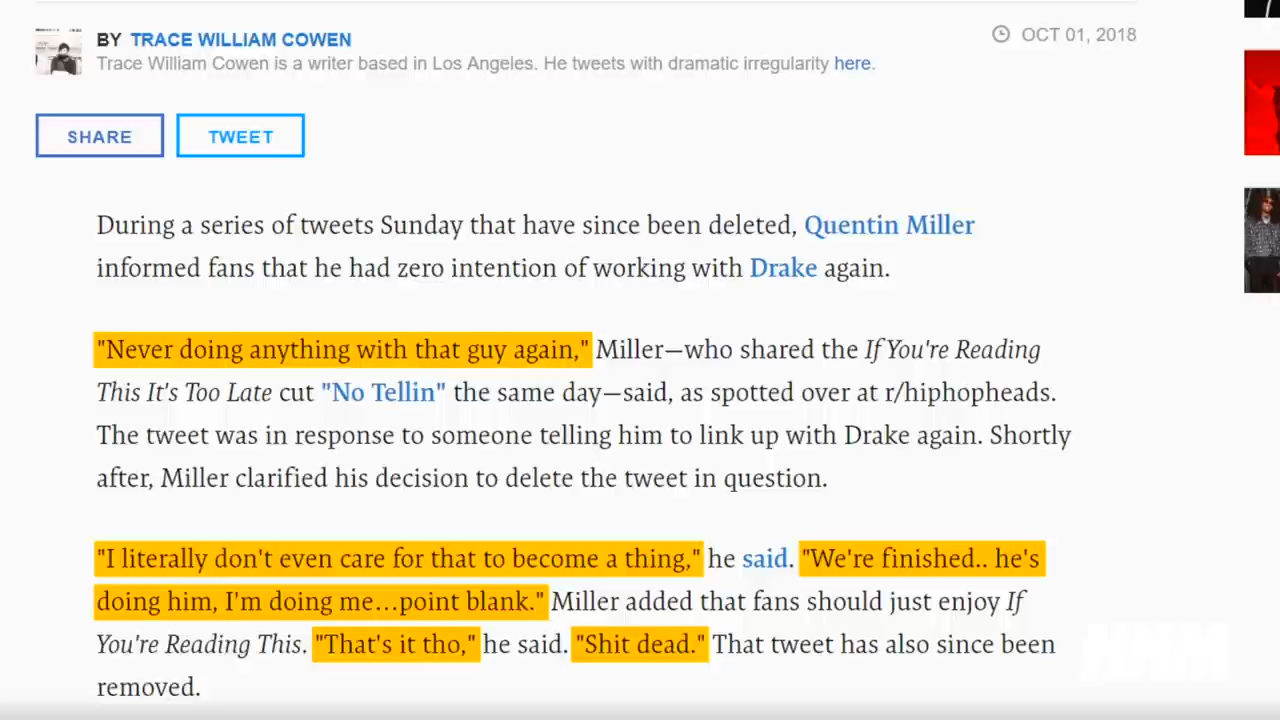 BY TRACE WILLIAM COWEN
OCT 01, 2018
Trace William Cowen is a writer based in Los Angeles. He tweets with dramatic irregularity here.
SHARE
TWEET
During a series of tweets Sunday that have since been deleted, Quentin Miller
informed fans that he had zero intention of working with Drake again.
"Never doing anything with that guy again," Miller—who shared the If You're Reading
This It's Too Late cut "No Tellin" the same day—said, as spotted over at r/hiphopheads.
The tweet was in response to someone telling him to link up with Drake again. Shortly
after, Miller clarified his decision to delete the tweet in question.
"I literally don't even care for that to become a thing," he said. "We're finished.. he's
doing him, I'm doing me...point blank." Miller added that fans should just enjoy If
You're Reading This. "That's it tho," he said. "Shit dead." That tweet has also since been
removed.